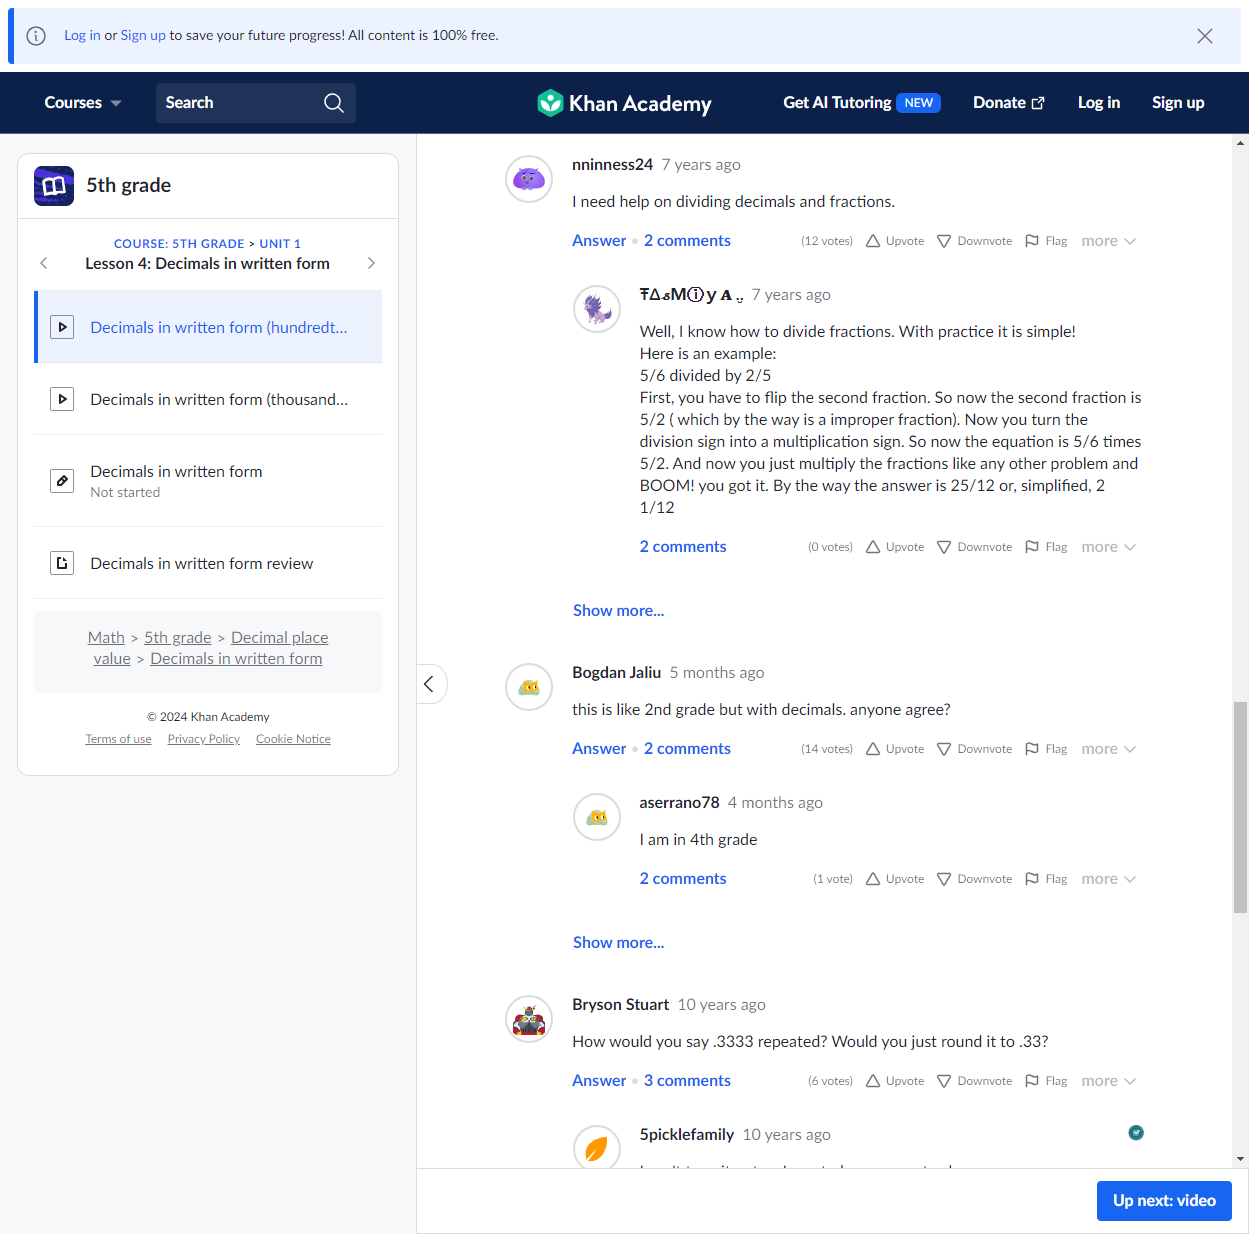 Log in or Sign up to save your future progress! All content is 100% free.
Courses
Search
Khan Academy
Get AI Tutoring NEW
Donate
Log in
Sign up
5th grade
COURSE: 5TH GRADE > UNIT 1
Lesson 4: Decimals in written form
Decimals in written form (hundredt...
Decimals in written form (thousand...
Decimals in written form
Not started
Decimals in written form review
Math > 5th grade > Decimal place
value > Decimals in written form
© 2024 Khan Academy
Terms of use Privacy Policy Cookie Notice
nninness24 7 years ago
I need help on dividing decimals and fractions.
Answer • 2 comments (12 votes) Upvote Downvote Flag more
7 years ago
Well, I know how to divide fractions. With practice it is simple!
Here is an example:
5/6 divided by 2/5
First, you have to flip the second fraction. So now the second fraction is
5/2 ( which by the way is a improper fraction). Now you turn the
division sign into a multiplication sign. So now the equation is 5/6 times
5/2. And now you just multiply the fractions like any other problem and
BOOM! you got it. By the way the answer is 25/12 or, simplified, 2
1/12
2 comments (0 votes) Upvote Downvote Flag more
Show more...
Bogdan Jaliu 5 months ago
this is like 2nd grade but with decimals. anyone agree?
Answer • 2 comments (14 votes) Upvote Downvote Flag more
aserrano78 4 months ago
I am in 4th grade
2 comments (1 vote) Upvote Downvote Flag more
Show more...
Bryson Stuart 10 years ago
How would you say .3333 repeated? Would you just round it to .33?
Answer • 3 comments (6 votes) Upvote Downvote Flag more
5picklefamily 10 years ago
Up next: video